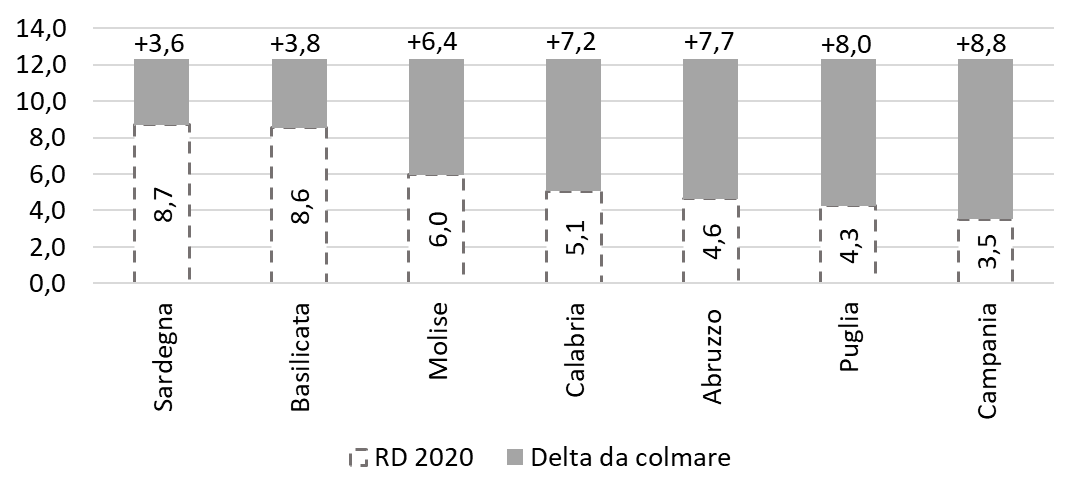 14,0
12,0
10,0
8,0
6,0
4,0
2,0
0,0
+3,6
+3,8
+6,4
+7,2
+7,7
+8,0
+8,8
8,7
8,6
6,0
5,1
4,6
4,3
3,5
Sardegna
Basilicata
Molise
Calabria
Abruzzo
Puglia
Campania
RD 2020
Delta da colmare